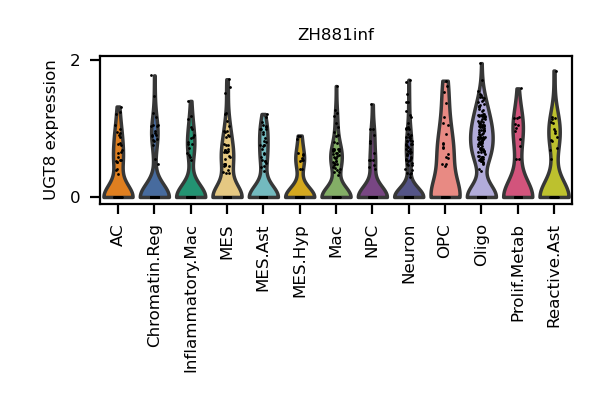 ZH881inf
UGT8 expression
2
0
AC
Chromatin.Reg
Inflammatory.Mac
MES
MES.Ast
MES.Hyp
Mac
NPC
Neuron
OPC
Oligo
Prolif.Metab
Reactive.Ast